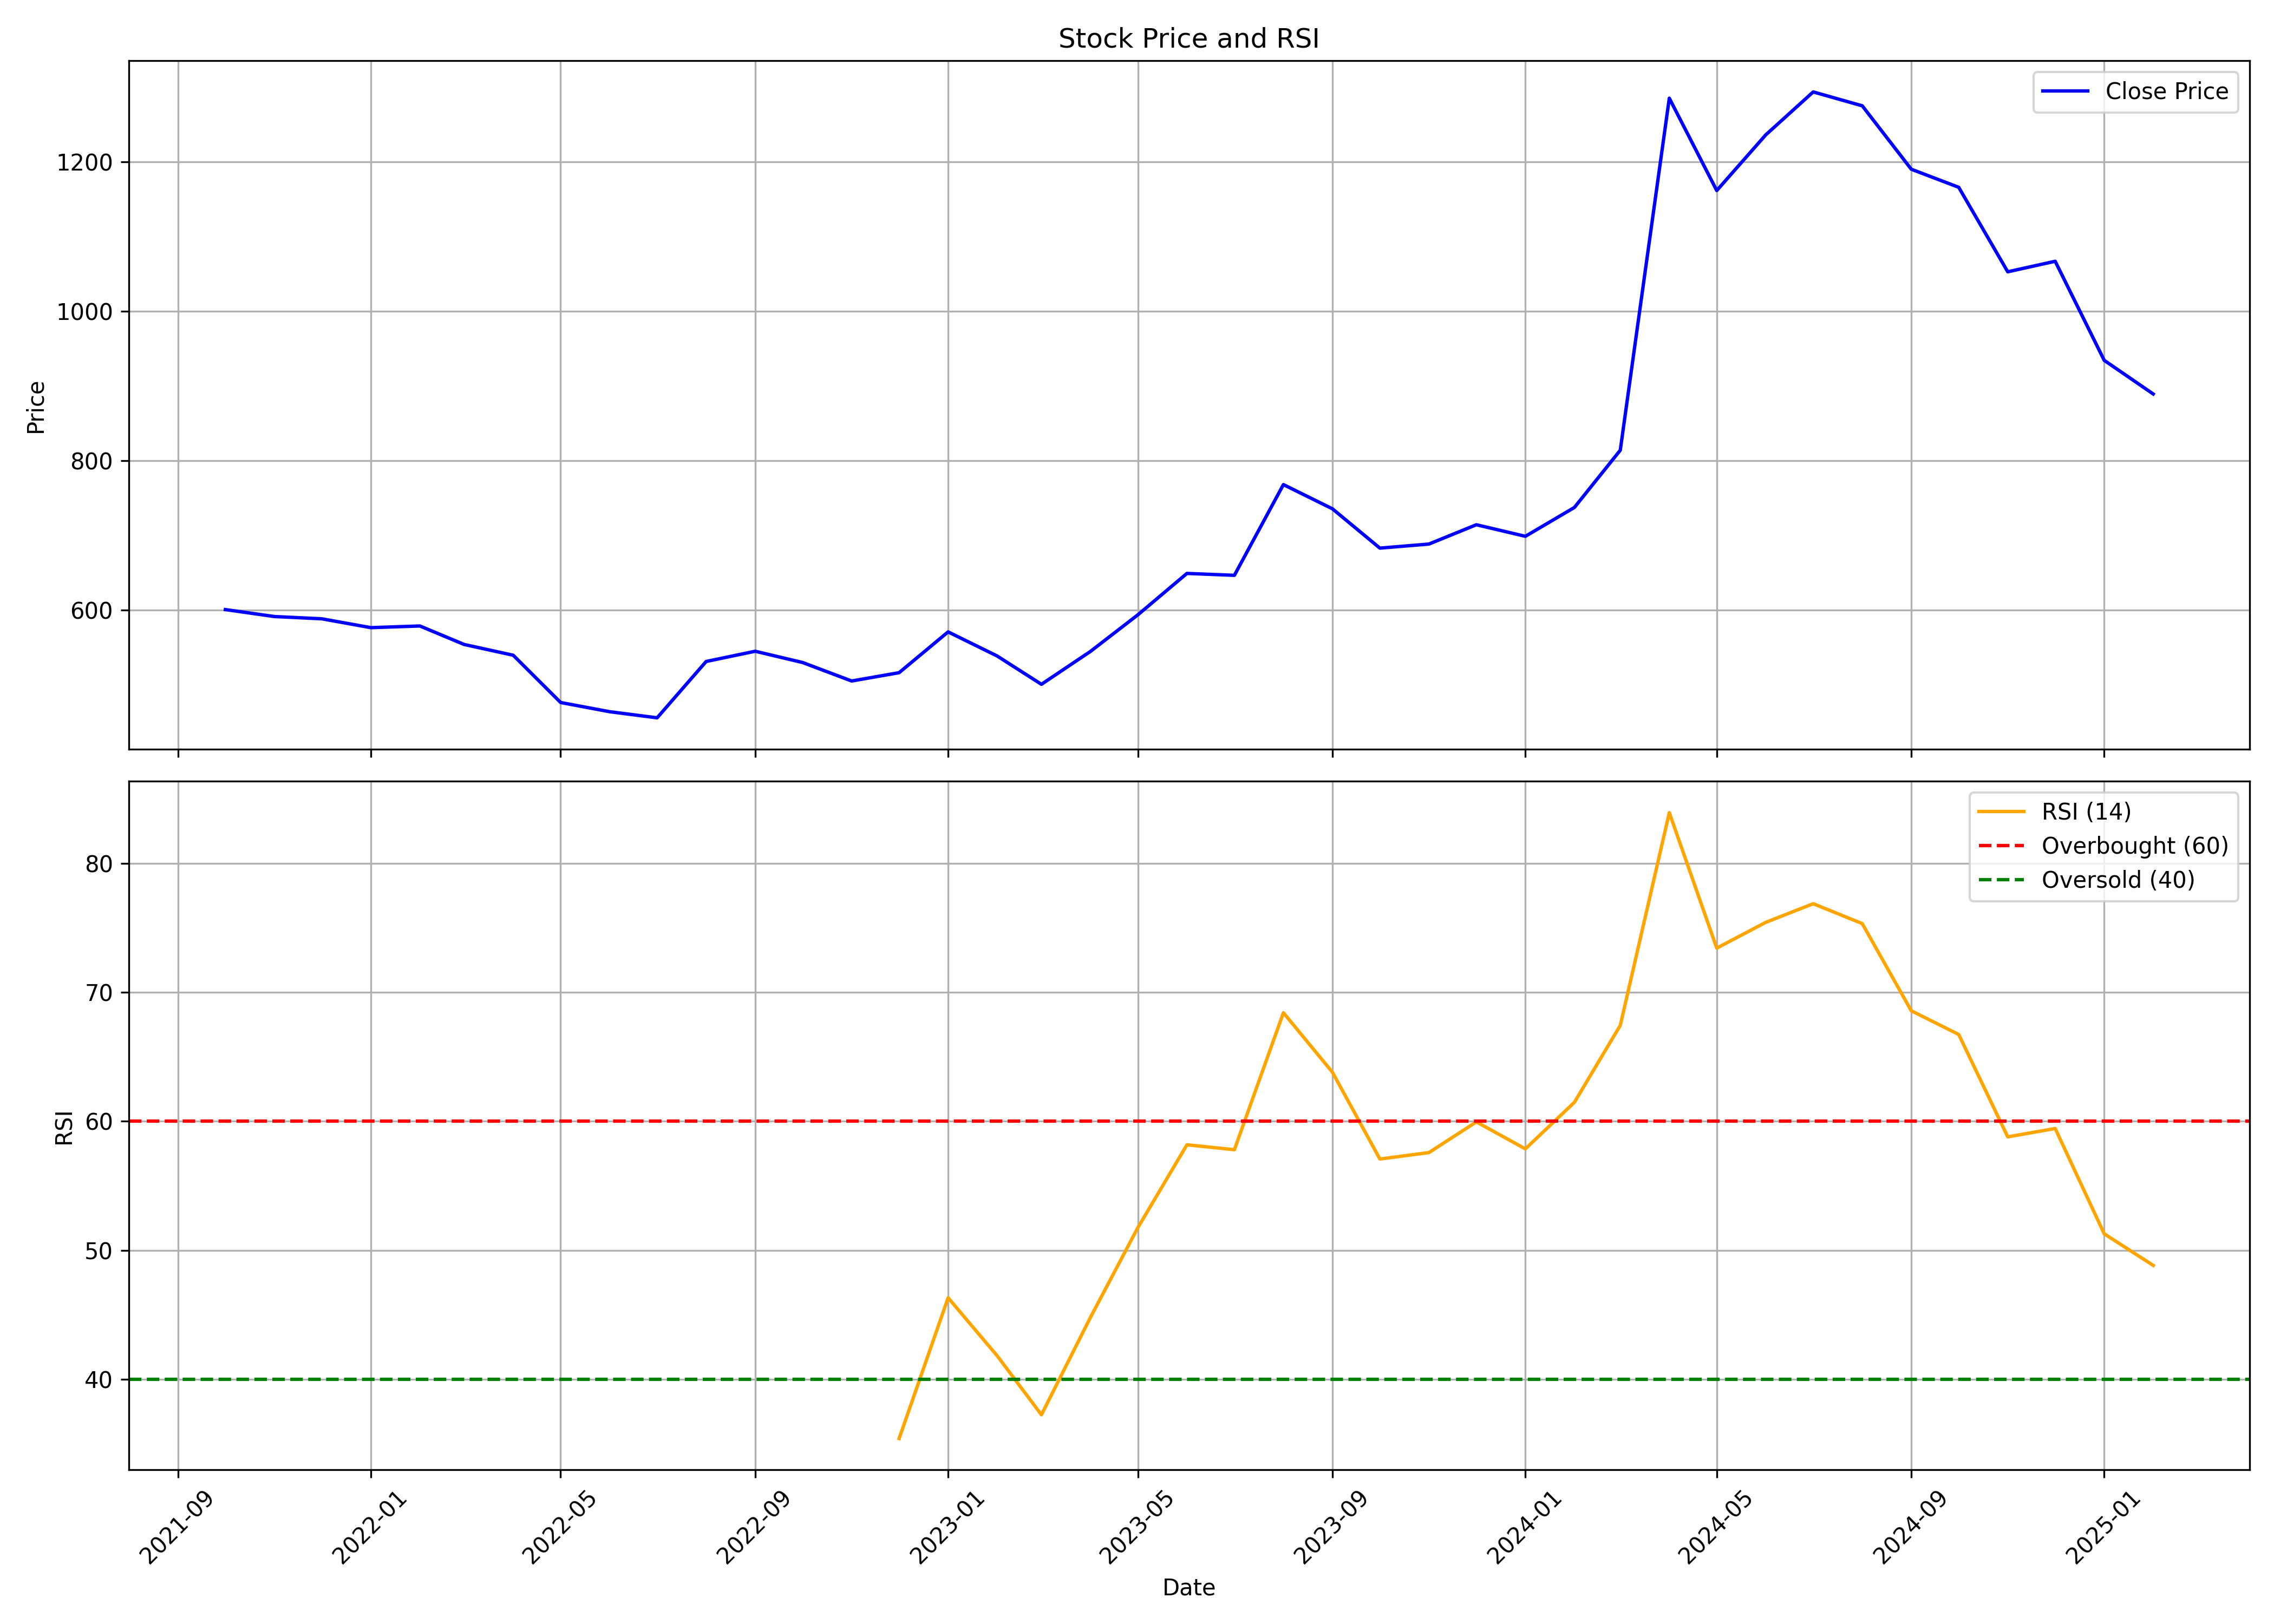 Stock Price and RSI
Close Price
Price
1200
1000
800
600
RSI (14)
Overbought (60)
Oversold (40)
RSI
80
70
60
50
40
2021-09
2022-01
2022-05
2022-09
2023-01
2023-05
2023-09
2024-01
2024-05
2024-09
2025-01
Date